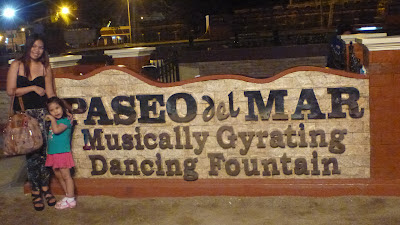 PASEO del MAR
Musically Gyrating
Dancing Fountain